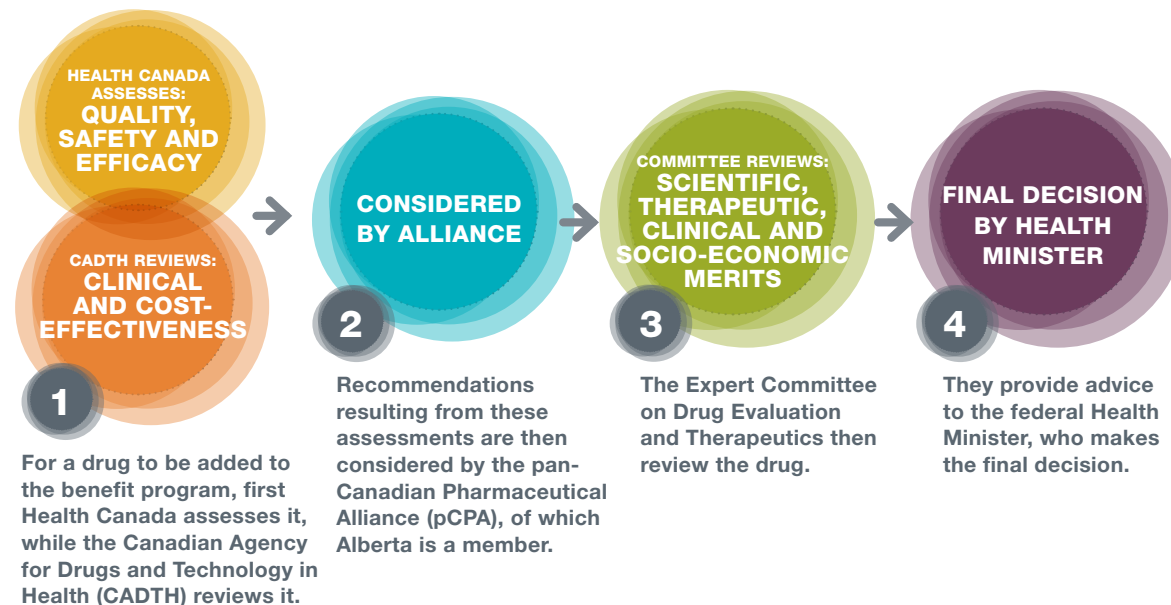 HEALTH CANADA
ASSESSES:
QUALITY,
SAFETY AND
EFFICACY
CADTH REVIEWS:
CLINICAL
AND COST-
EFFECTIVENESS
1
For a drug to be added to
the benefit program, first
Health Canada assesses it,
while the Canadian Agency
for Drugs and Technology in
Health (CADTH) reviews it.
CONSIDERED
BY ALLIANCE
2
Recommendations
resulting from these
assessments are then
considered by the pan-
Canadian Pharmaceutical
Alliance (pCPA), of which
Alberta is a member.
COMMITTEE REVIEWS:
SCIENTIFIC,
THERAPEUTIC,
CLINICAL AND
SOCIO-ECONOMIC
MERITS
3
The Expert Committee
on Drug Evaluation
and Therapeutics then
review the drug.
FINAL DECISION
BY HEALTH
MINISTER
4
They provide advice
to the federal Health
Minister, who makes
the final decision.